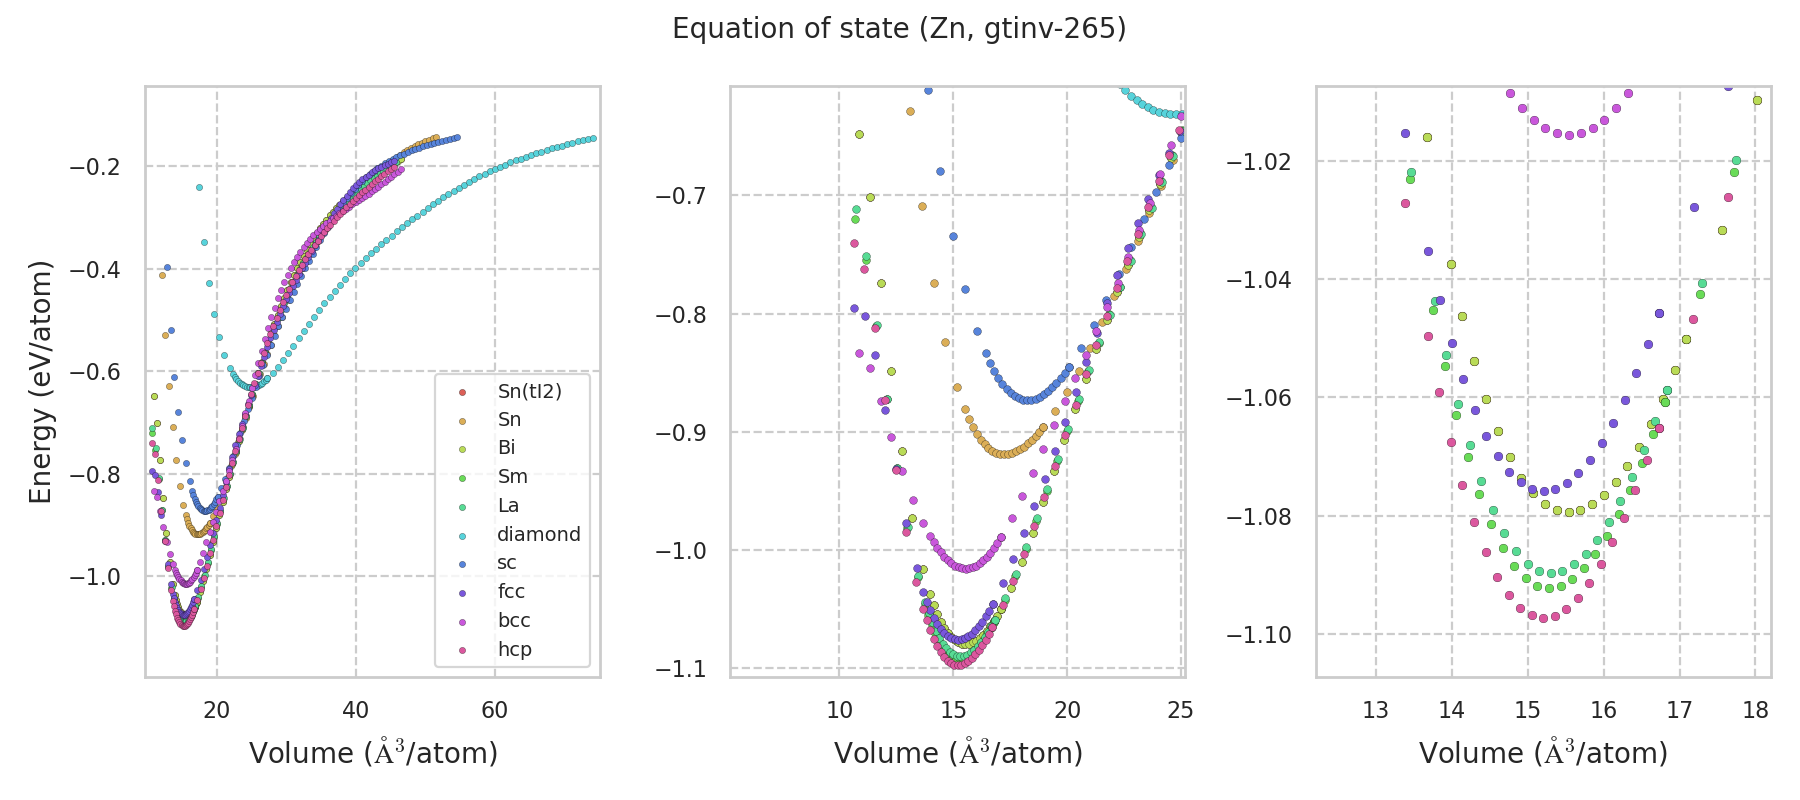 Equation of state (Zn, gtinv-265)
Energy (eV/atom)
−0.2
−0.4
−0.6
−0.8
−1.0
20
40
60
Volume (Å³/atom)
Sn(tI2)
Sn
Bi
Sm
La
diamond
sc
fcc
bcc
hcp
−0.7
−0.8
−0.9
−1.0
−1.1
10
15
20
25
Volume (Å³/atom)
−1.02
−1.04
−1.06
−1.08
−1.10
13
14
15
16
17
18
Volume (Å³/atom)